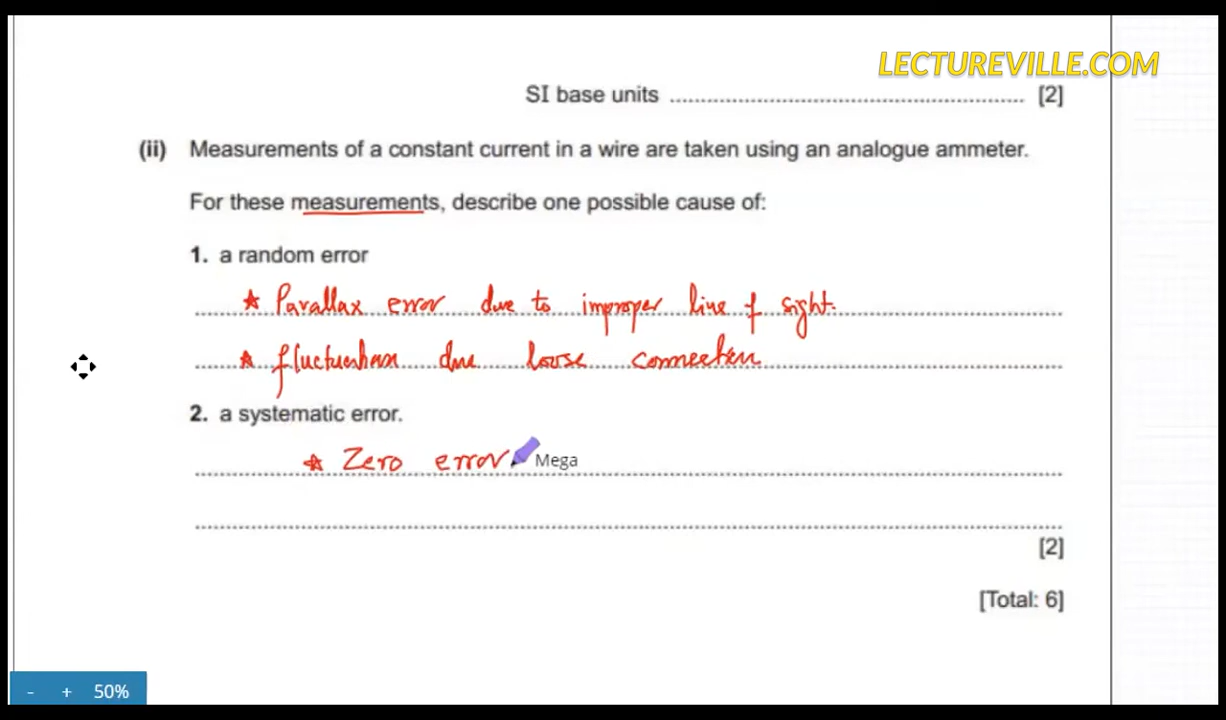 LECTUREVILLE.COM
SI base units ........................................................ [2]
(ii) Measurements of a constant current in a wire are taken using an analogue ammeter.
For these measurements, describe one possible cause of:
1. a random error
* Parallax error due to improper line of sight.
* fluctuation due loose connection
2. a systematic error.
* Zero error
Mega
[2]
[Total: 6]
- + 50%